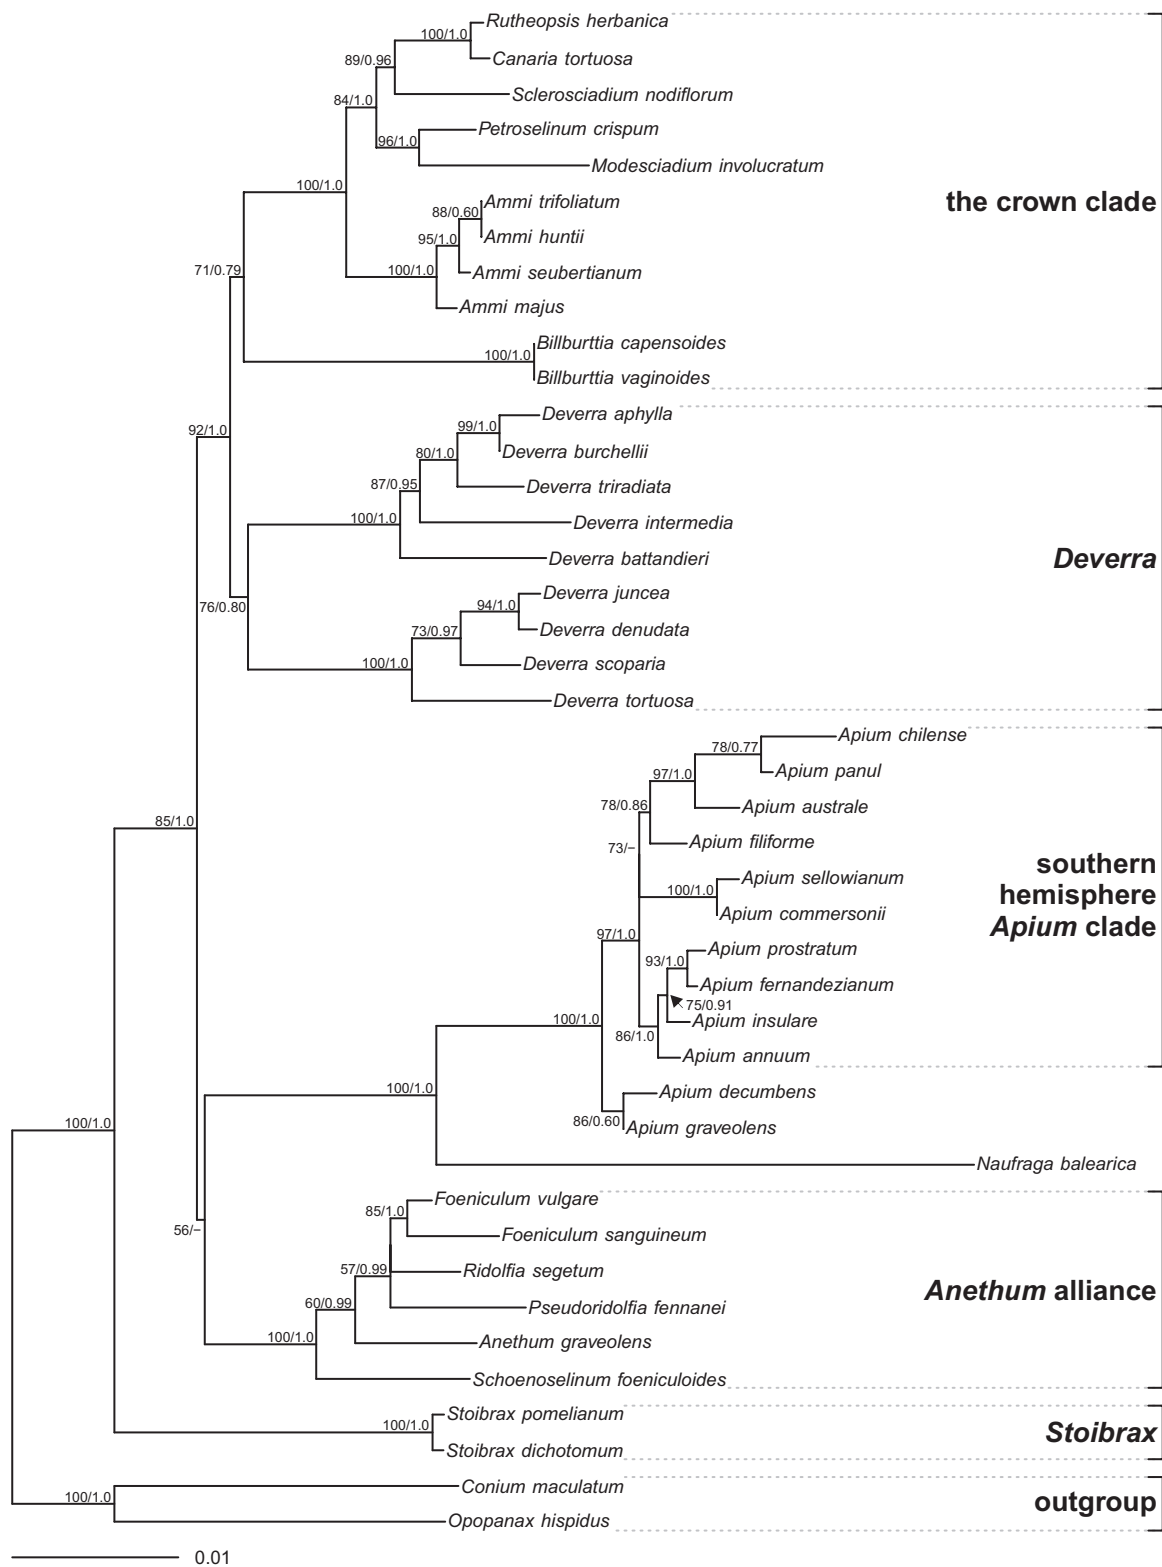 Rutheopsis herbanica
100/1.0
Canaria tortuosa
89/0.96
Sclerosciadium nodiflorum
84/1.0
Petroselinum crispum
96/1.0
Modesciadium involucratum
100/1.0
the crown clade
Ammi trifoliatum
88/0.60
Ammi huntii
95/1.0
Ammi seubertianum
100/1.0
71/0.79
Ammi majus
Billburttia capensoides
100/1.0
Billburttia vaginoides
Deverra aphylla
99/1.0
92/1.0
Deverra burchellii
80/1.0
Deverra triradiata
87/0.95
100/1.0
Deverra intermedia
Deverra battandieri
Deverra
Deverra juncea
94/1.0
76/0.80
Deverra denudata
73/0.97
Deverra scoparia
100/1.0
Deverra tortuosa
Apium chilense
78/0.77
Apium panul
97/1.0
Apium australe
78/0.86
85/1.0
Apium filiforme
73/–
southern
hemisphere
Apium clade
Apium sellowianum
100/1.0
Apium commersonii
97/1.0
Apium prostratum
93/1.0
Apium fernandezianum
75/0.91
100/1.0
Apium insulare
86/1.0
Apium annuum
100/1.0
Apium decumbens
86/0.60
Apium graveolens
100/1.0
Naufraga balearica
Foeniculum vulgare
85/1.0
56/–
Foeniculum sanguineum
57/0.99
Ridolfia segetum
Anethum alliance
60/0.99
Pseudoridolfia fennanei
100/1.0
Anethum graveolens
Schoenoselinum foeniculoides
Stoibrax pomelianum
100/1.0
Stoibrax
Stoibrax dichotomum
Conium maculatum
100/1.0
outgroup
Opopanax hispidus
0.01